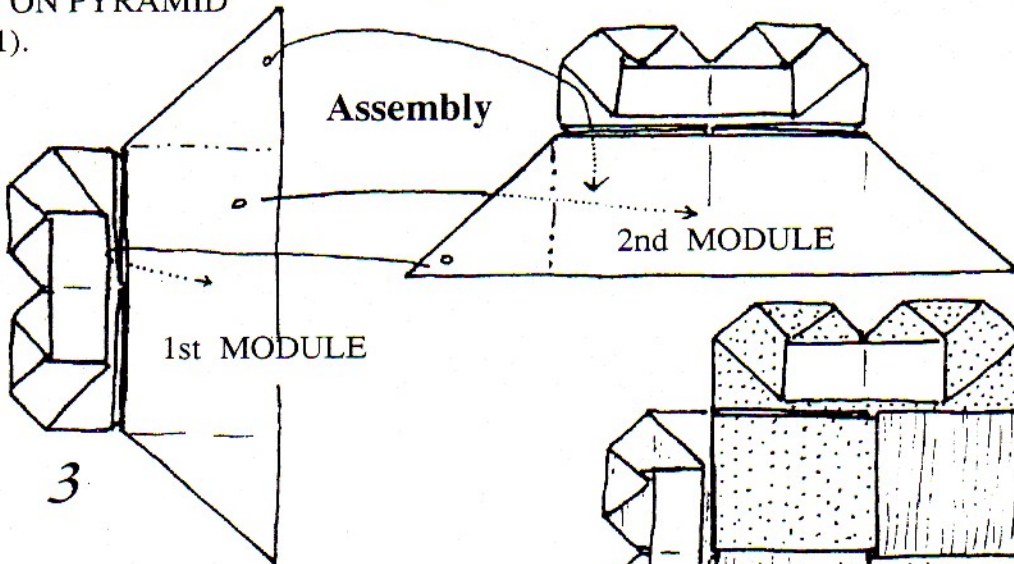 ON PYRAMID
1).
Assembly
2nd MODULE
1st MODULE
3